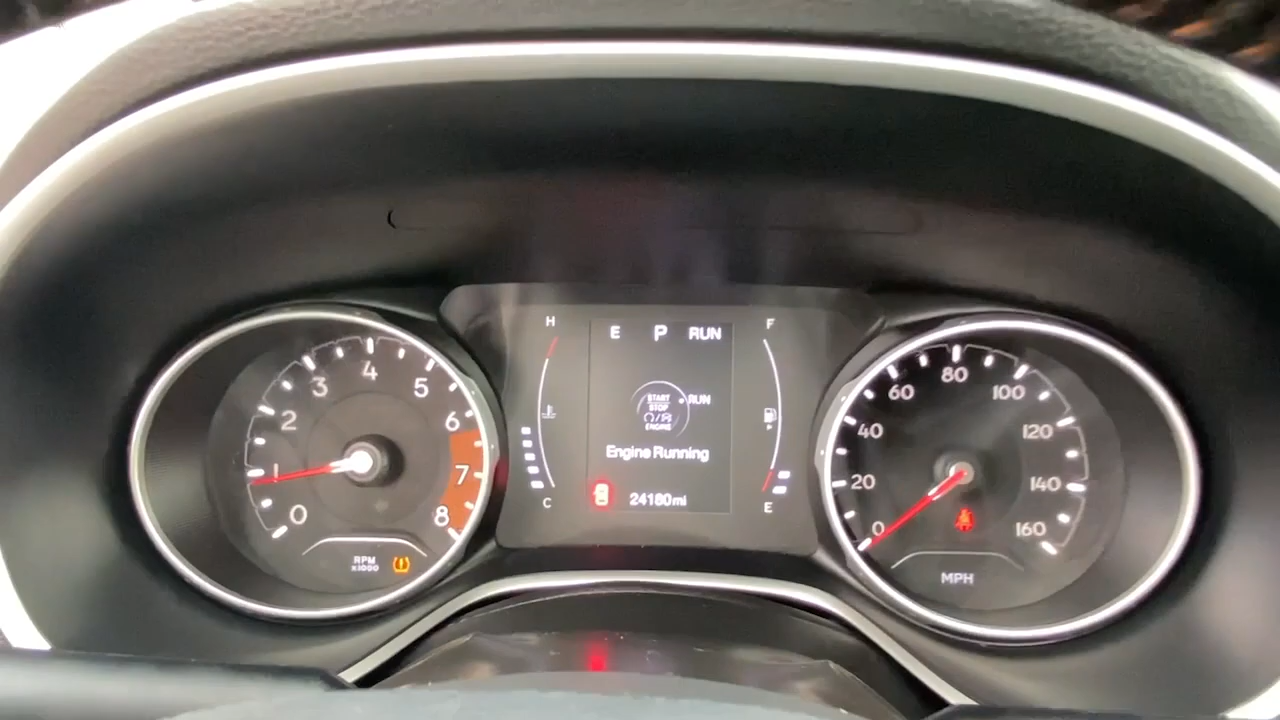 H
E P RUN
F
START
STOP
ENGINE
RUN
Engine Running
C
24180mi
E
0
1
2
3
4
5
6
7
8
RPM
x1000
0
20
40
60
80
100
120
140
160
MPH